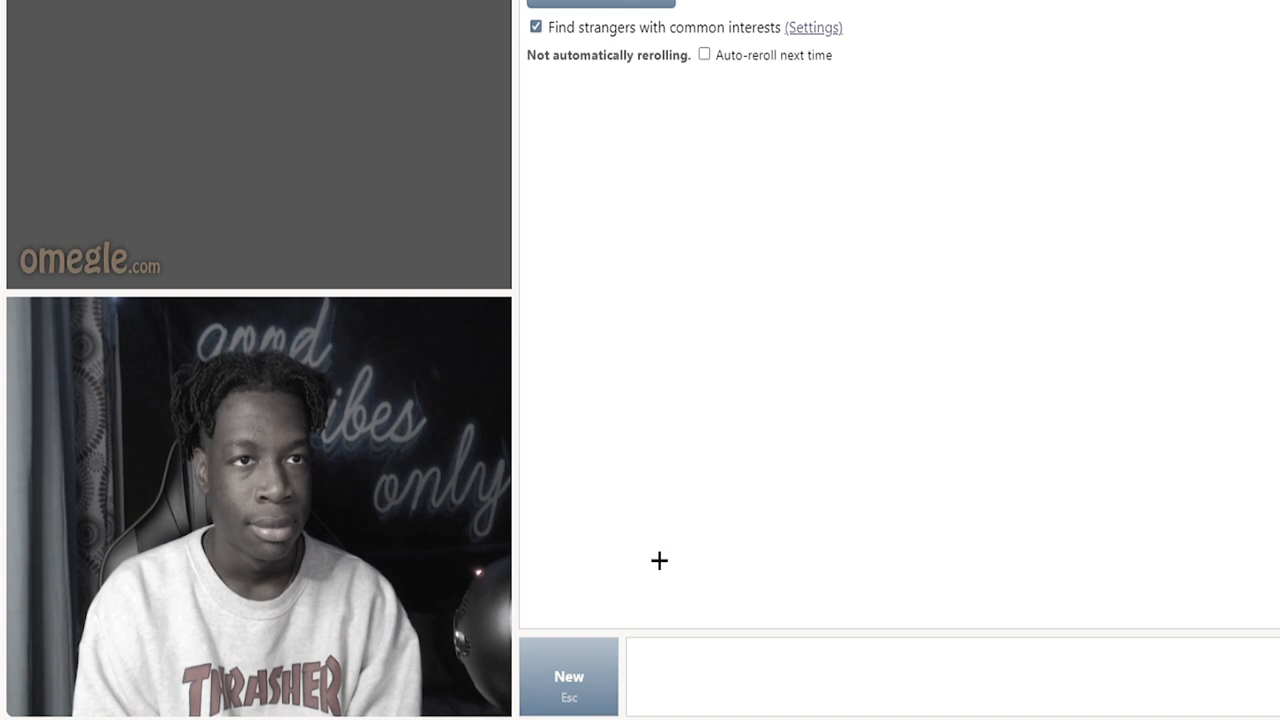 Find strangers with common interests (Settings)
Not automatically rerolling. Auto-reroll next time
omegle.com
good
ibes
only
THRASHER
New
Esc